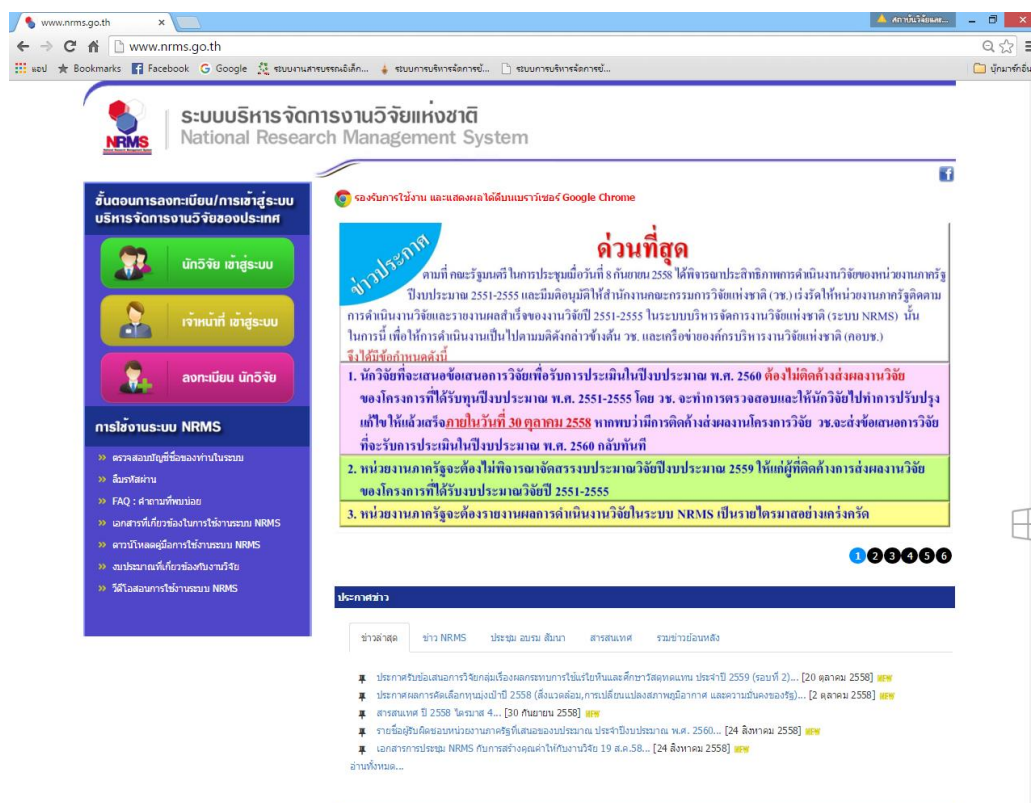 www.nrms.go.th
สถาบันวิจัยและ...
www.nrms.go.th
แอป Bookmarks Facebook Google ระบบงานสารบรรณอิเล็ก... ระบบการบริหารจัดการข้... ระบบการบริหารจัดการข้... บุ๊กมาร์กอื่น
NRMS
ระบบบริหารจัดการงานวิจัยแห่งชาติ
National Research Management System
ขั้นตอนการลงทะเบียน/การเข้าสู่ระบบ
บริหารจัดการงานวิจัยของประเทศ
นักวิจัย เข้าสู่ระบบ
เจ้าหน้าที่ เข้าสู่ระบบ
ลงทะเบียน นักวิจัย
การใช้งานระบบ NRMS
ตรวจสอบบัญชีชื่อของท่านในระบบ
ลืมรหัสผ่าน
FAQ : คำถามที่พบบ่อย
เอกสารที่เกี่ยวข้องในการใช้งานระบบ NRMS
ดาวน์โหลดคู่มือการใช้งานระบบ NRMS
งบประมาณที่เกี่ยวข้องกับงานวิจัย
วีดีโอสอนการใช้งานระบบ NRMS
รองรับการใช้งาน และแสดงผลได้ดีบนเบราว์เซอร์ Google Chrome
ข่าวประกาศ
ด่วนที่สุด
ตามที่ คณะรัฐมนตรี ในการประชุมเมื่อวันที่ 8 กันยายน 2558 ได้พิจารณาประสิทธิภาพการดำเนินงานวิจัยของหน่วยงานภาครัฐ
ปีงบประมาณ 2551-2555 และมีมติอนุมัติให้สำนักงานคณะกรรมการวิจัยแห่งชาติ (วช.) เร่งรัดให้หน่วยงานภาครัฐติดตาม
การดำเนินงานวิจัยและรายงานผลสำเร็จของงานวิจัยปี 2551-2555 ในระบบบริหารจัดการงานวิจัยแห่งชาติ (ระบบ NRMS) นั้น
ในการนี้ เพื่อให้การดำเนินงานเป็นไปตามมติดังกล่าวข้างต้น วช. และเครือข่ายองค์กรบริหารงานวิจัยแห่งชาติ (คอบช.)
จึงได้มีข้อกำหนดดังนี้
1. นักวิจัยที่จะเสนอข้อเสนอการวิจัยเพื่อรับการประเมินในปีงบประมาณ พ.ศ. 2560 ต้องไม่ติดค้างส่งผลงานวิจัย
ของโครงการที่ได้รับทุนปีงบประมาณ พ.ศ. 2551-2555 โดย วช. จะทำการตรวจสอบและให้นักวิจัยไปทำการปรับปรุง
แก้ไข ให้แล้วเสร็จภายในวันที่ 30 ตุลาคม 2558 หากพบว่ามีการติดค้างส่งผลงานโครงการวิจัย วช.จะส่งข้อเสนอการวิจัย
ที่จะรับการประเมินในปีงบประมาณ พ.ศ. 2560 กลับทันที
2. หน่วยงานภาครัฐจะต้องไม่พิจารณาจัดสรรงบประมาณวิจัยปีงบประมาณ 2559 ให้แก่ผู้ที่ติดค้างการส่งผลงานวิจัย
ของโครงการที่ได้รับงบประมาณวิจัยปี 2551-2555
3. หน่วยงานภาครัฐจะต้องรายงานผลการดำเนินงานวิจัยในระบบ NRMS เป็นรายไตรมาสอย่างเคร่งครัด
1 2 3 4 5 6
ประกาศข่าว
ข่าวล่าสุด ข่าว NRMS ประชุม อบรม สัมนา สารสนเทศ รวมข่าวย้อนหลัง
ประกาศรับข้อเสนอการวิจัยกลุ่มเรื่องผลกระทบการใช้แร่ใยหินและศึกษาวัสดุทดแทน ประจำปี 2559 (รอบที่ 2)... [20 ตุลาคม 2558] NEW
ประกาศผลการคัดเลือกทุนมุ่งเป้าปี 2558 (สิ่งแวดล้อม,การเปลี่ยนแปลงสภาพภูมิอากาศ และความมั่นคงของรัฐ)... [2 ตุลาคม 2558] NEW
สารสนเทศ ปี 2558 ไตรมาส 4... [30 กันยายน 2558] NEW
รายชื่อผู้รับผิดชอบหน่วยงานภาครัฐที่เสนอของบประมาณ ประจำปีงบประมาณ พ.ศ. 2560... [24 สิงหาคม 2558] NEW
เอกสารการประชุม NRMS กับการสร้างคุณค่าให้กับงานวิจัย 19 ส.ค.58... [24 สิงหาคม 2558] NEW
อ่านทั้งหมด...